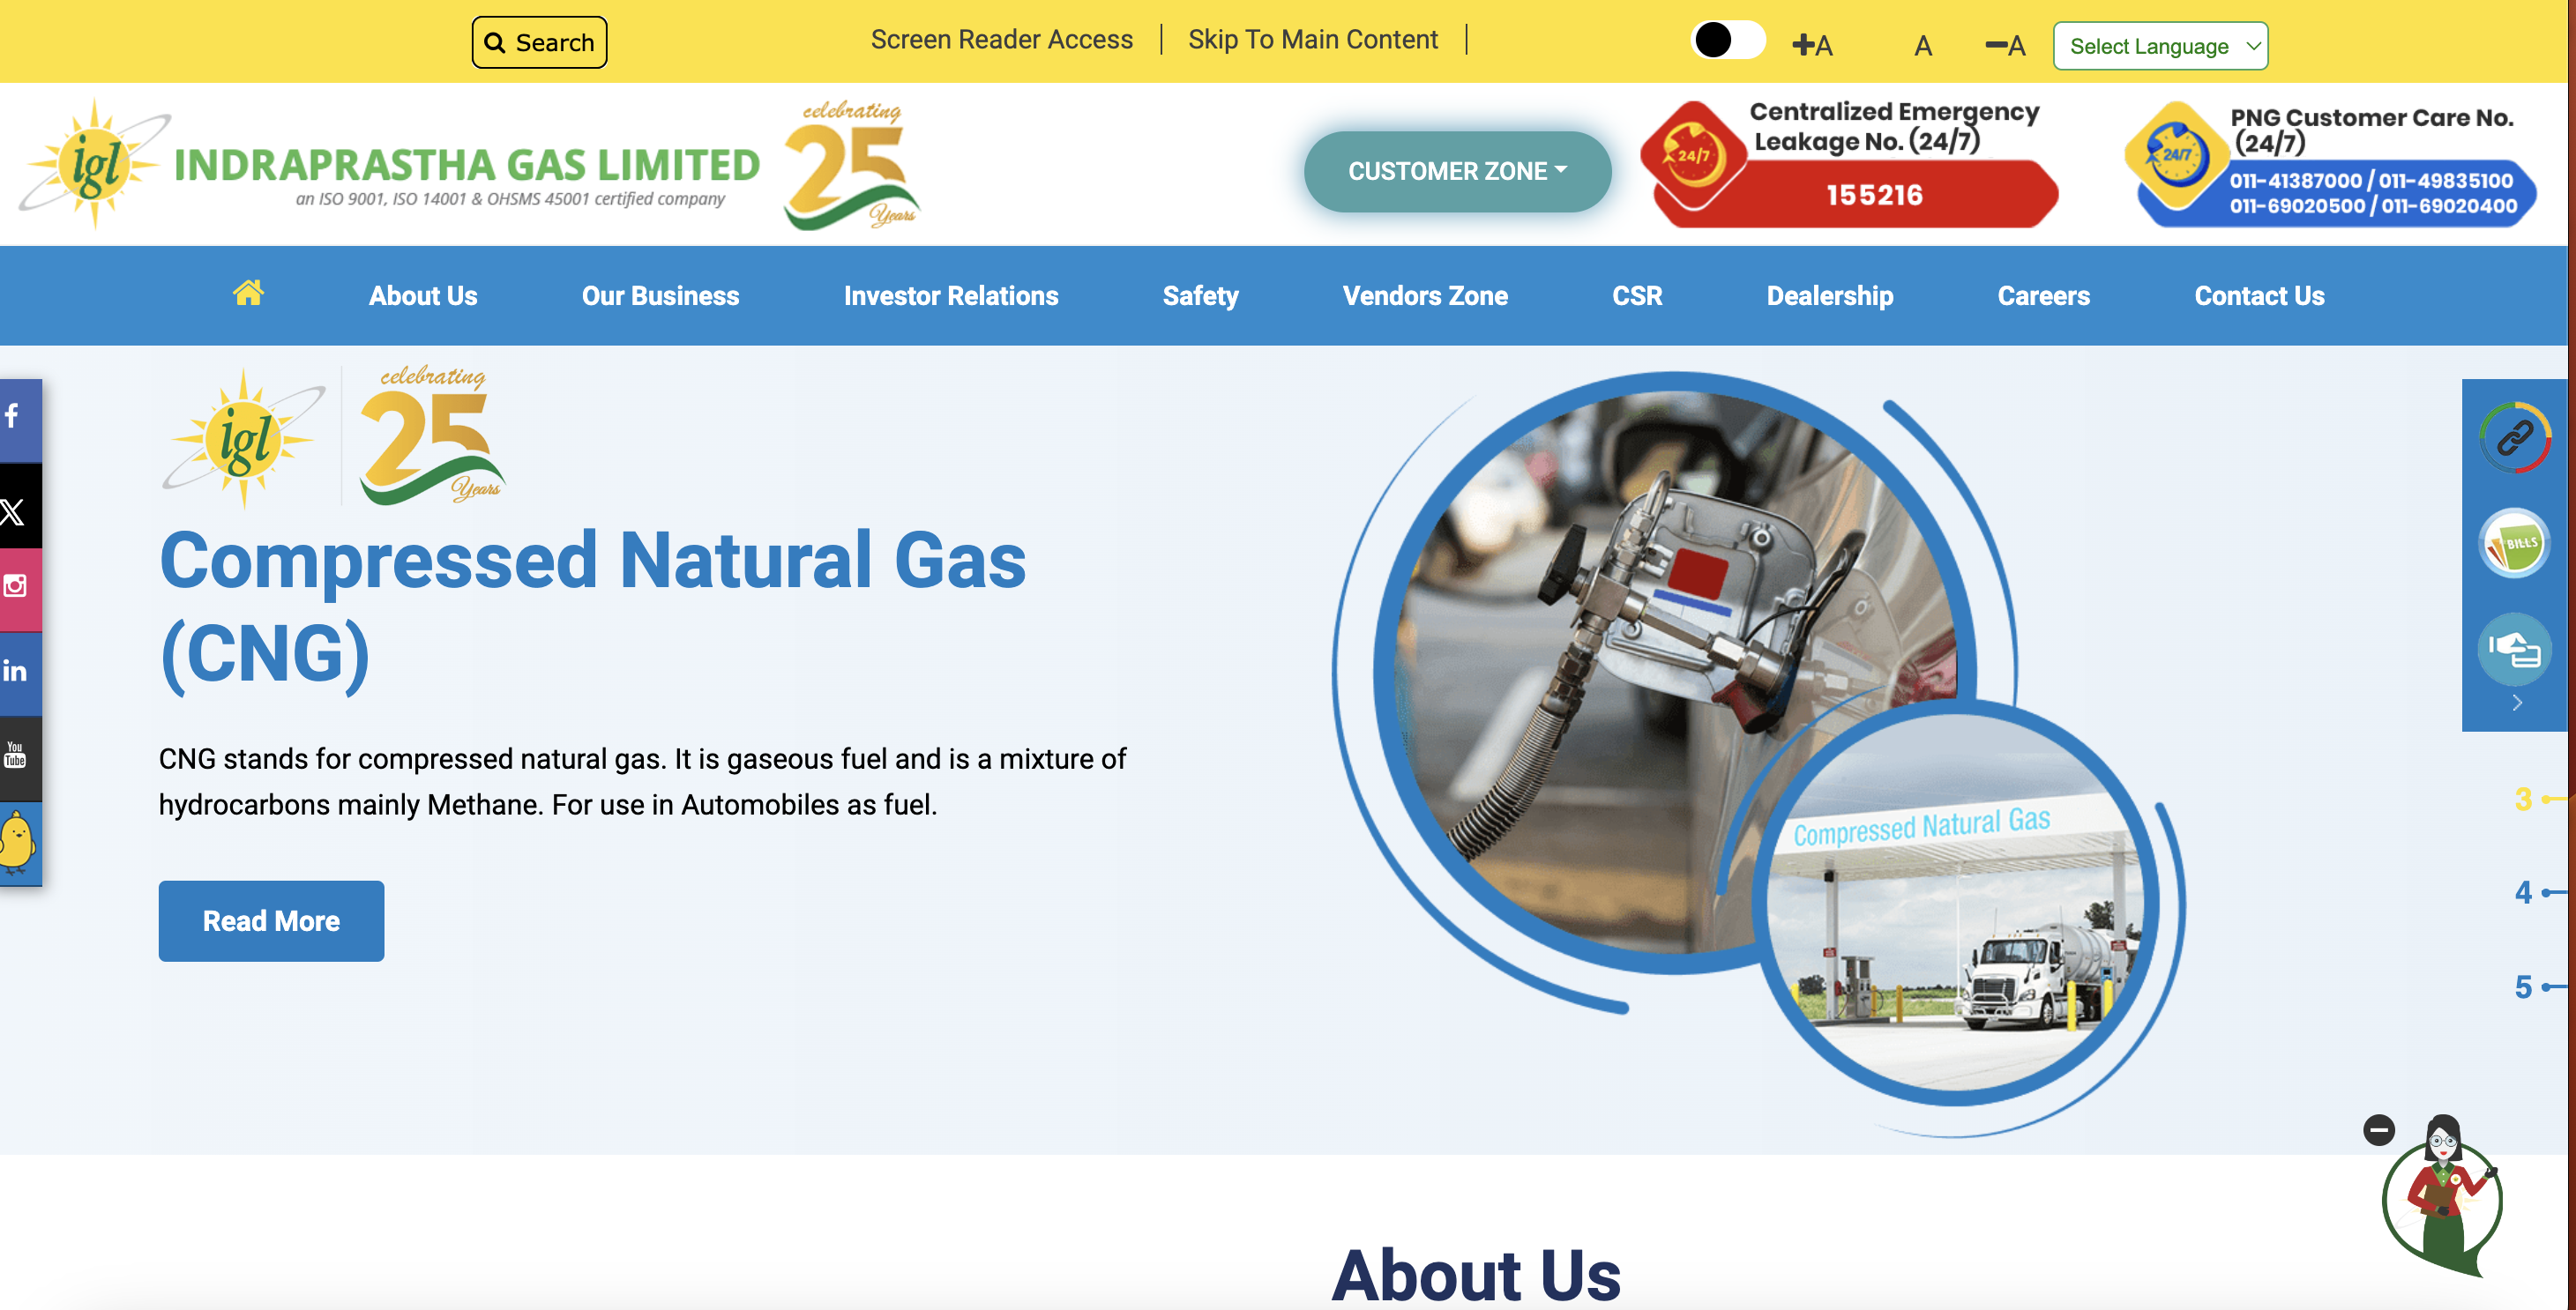 Search
Screen Reader Access
Skip To Main Content
+A
A
-A
Select Language
igl
INDRAPRASTHA GAS LIMITED
an ISO 9001, ISO 14001 & OHSMS 45001 certified company
celebrating
25
Years
CUSTOMER ZONE
24/7
Centralized Emergency
Leakage No. (24/7)
155216
24/7
PNG Customer Care No.
(24/7)
011-41387000 / 011-49835100
011-69020500 / 011-69020400
About Us
Our Business
Investor Relations
Safety
Vendors Zone
CSR
Dealership
Careers
Contact Us
igl
celebrating
25
Years
Compressed Natural Gas
(CNG)
CNG stands for compressed natural gas. It is gaseous fuel and is a mixture of
hydrocarbons mainly Methane. For use in Automobiles as fuel.
Read More
f
X
in
You
Tube
Compressed Natural Gas
BILLS
3
4
5
About Us